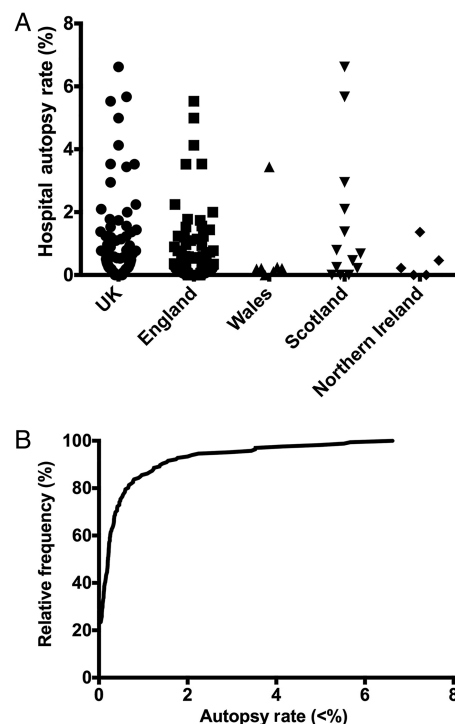 A
Hospital autopsy rate (%)
8
6
4
2
0
UK
England
Wales
Scotland
Northern Ireland
B
Relative frequency (%)
100
80
60
40
20
0
0 2 4 6 8
Autopsy rate (<%)